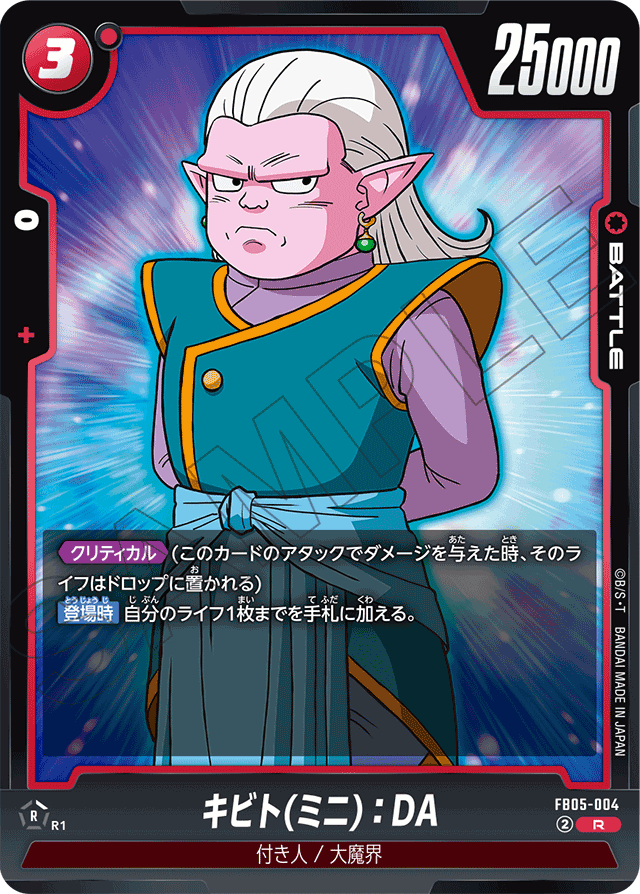 3
25000
0
+
BATTLE
SAMPLE
クリティカル (このカードのアタックでダメージを与えた時、そのラ
イフはドロップに置かれる)
登場時 自分のライフ1枚までを手札に加える。
©B/S・T BANDAI MADE IN JAPAN
キビト(ミニ):DA
FB05-004
R R1
② R
付き人 / 大魔界